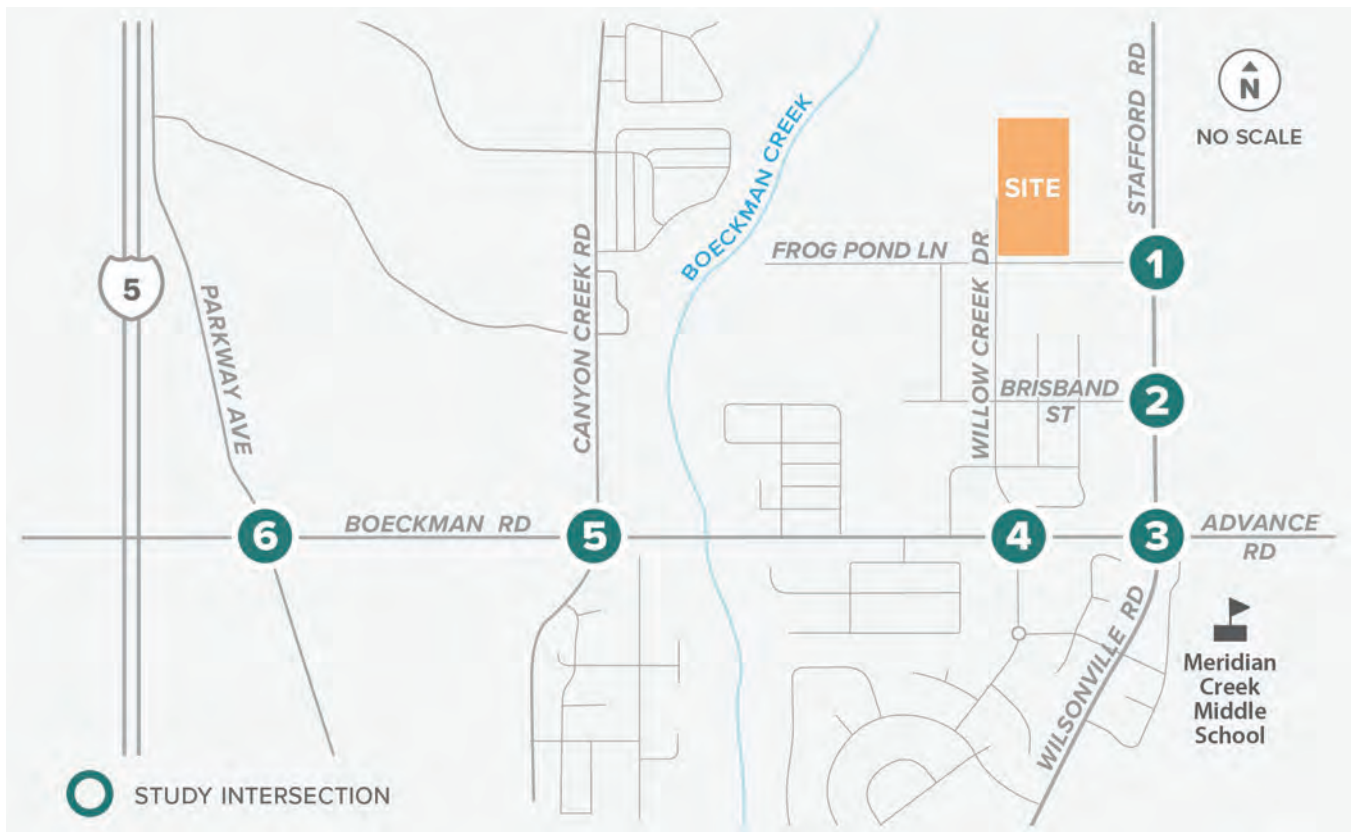 STAFFORD RD
N
NO SCALE
BOECKMAN CREEK
SITE
CANYON CREEK RD
FROG POND LN
1
5
PARKWAY AVE
WILLOW CREEK DR
BRISBAND
ST
2
6
BOECKMAN RD
5
4
3
ADVANCE
RD
WILSONVILLE RD
Meridian
Creek
Middle
School
STUDY INTERSECTION